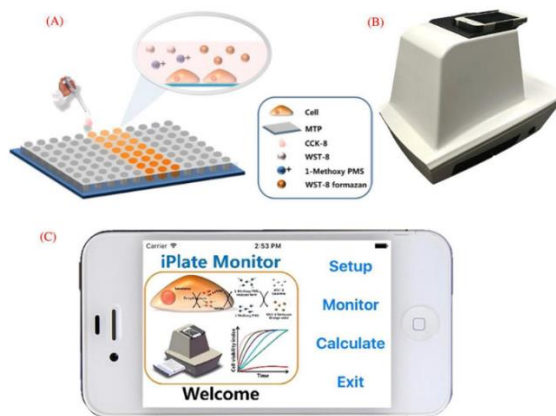 (A)
(B)
Cell
MTP
CCK-8
WST-8
1-Methoxy PMS
WST-8 formazan
(C)
Carrier
2:53 PM
iPlate Monitor
Setup
Monitor
Calculate
Exit
Cell viability index
Time
Welcome